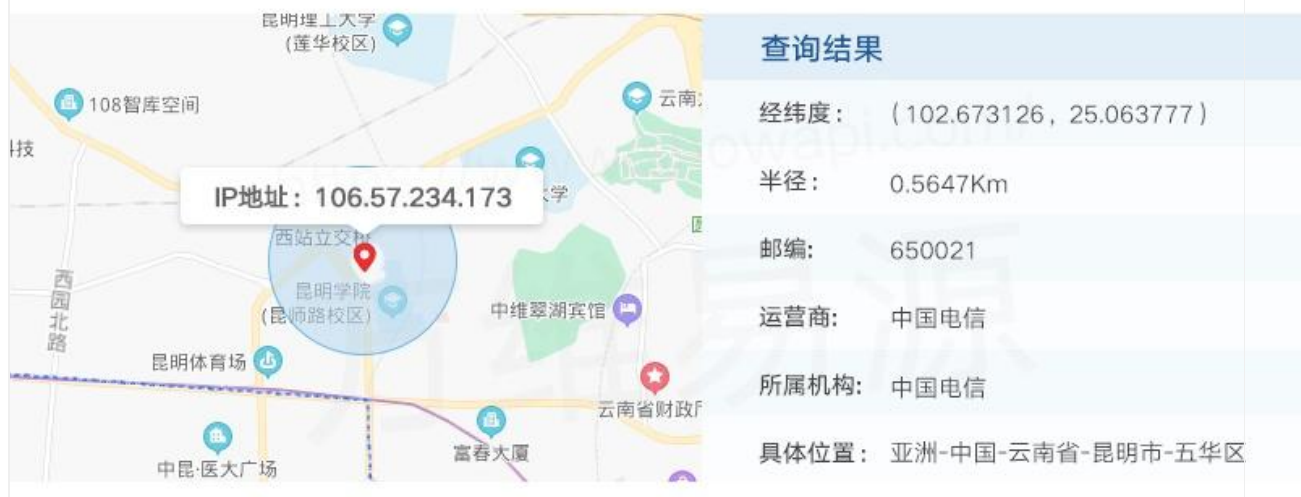 昆明理工大学
(莲华校区)
108智库空间
云南
科技
IP地址：106.57.234.173
大学
西站立交桥
昆明学院
(昆师路校区)
西园北路
中维翠湖宾馆
昆明体育场
云南省财政厅
富春大厦
中昆·医大广场
查询结果
经纬度： (102.673126, 25.063777)
半径： 0.5647Km
邮编: 650021
运营商: 中国电信
所属机构: 中国电信
具体位置： 亚洲-中国-云南省-昆明市-五华区
万维易源